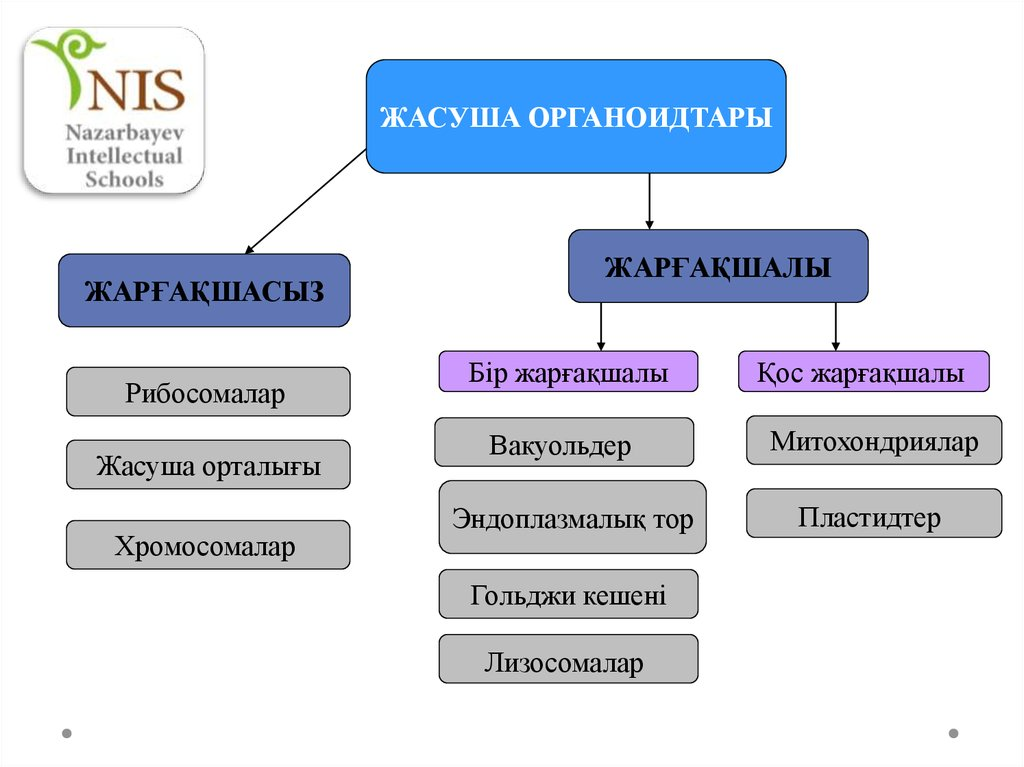 NIS
Nazarbayev
Intellectual
Schools
ЖАСУША ОРГАНОИДТАРЫ
ЖАРҒАҚШАСЫЗ
ЖАРҒАҚШАЛЫ
Рибосомалар
Жасуша орталығы
Хромосомалар
Бір жарғақшалы
Вакуольдер
Эндоплазмалық тор
Гольджи кешені
Лизосомалар
Қос жарғақшалы
Митохондриялар
Пластидтер